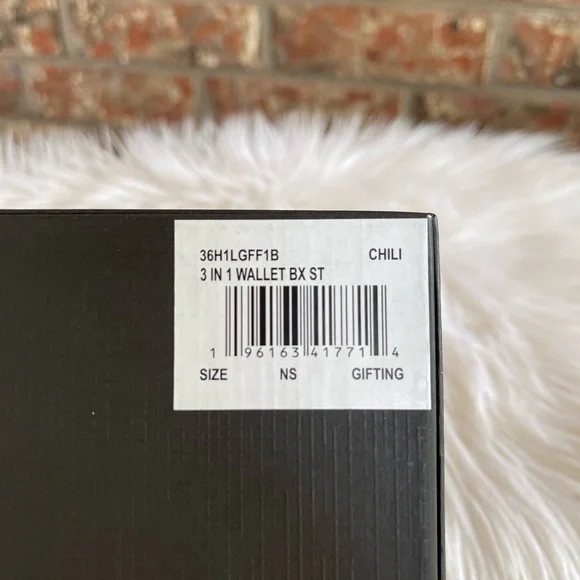 36H1LGFF1B CHILI
3 IN 1 WALLET BX ST
1 96163 41771 4
SIZE NS GIFTING